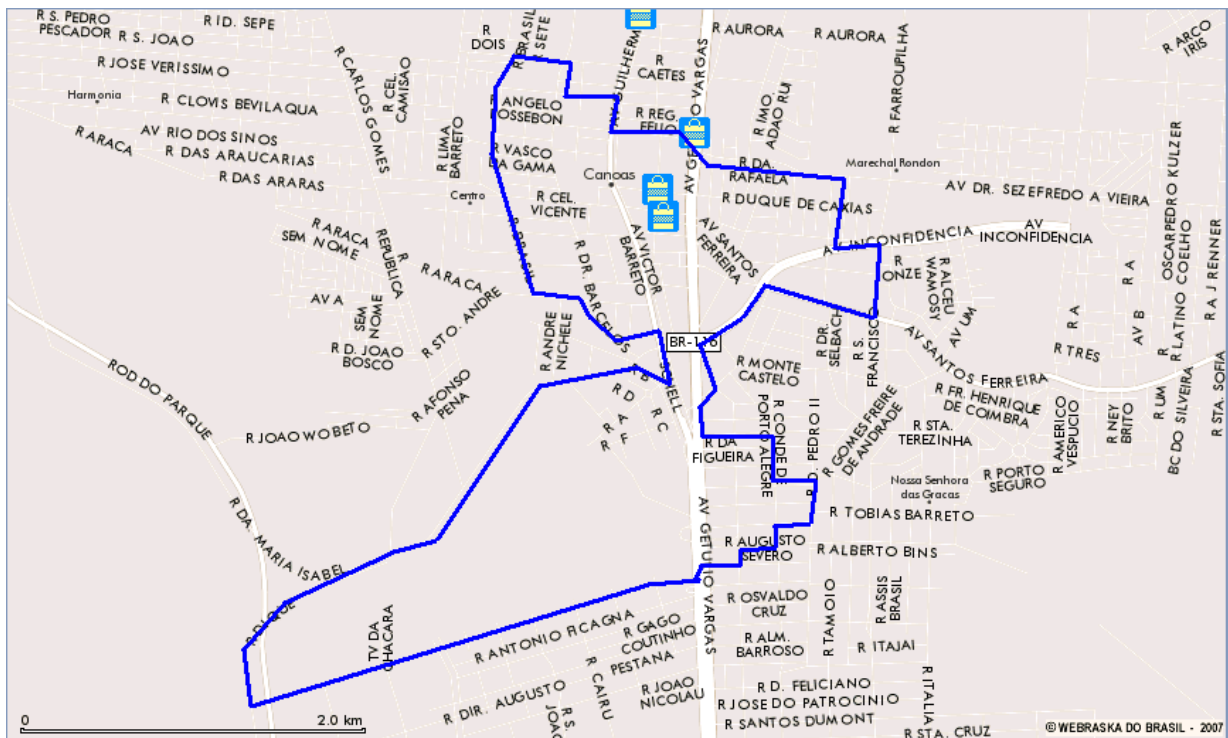 R S. PEDRO
PESCADOR
R ID. SEPE
R S. JOAO
R JOSE VERISSIMO
Harmonia
R CLOVIS BEVILAQUA
AV RIO DOS SINOS
R DAS ARAUCARIAS
R ARACA
R DAS ARARAS
R CARLOS GOMES
R CEL.
CAMISAO
R LIMA
BARRETO
Centro
R
DOIS
R BRASIL
R SETE
R ANGELO
POSSEBON
R VASCO
DA GAMA
R CEL.
VICENTE
AV GUILHERM
R
CAETES
R REG.
FEIJO
Canoas
R AURORA
R AURORA
R IMO.
ADAO RUI
R FARROUPILHA
R ARCO
IRIS
R DA.
RAFAELA
Marechal Rondon
R DUQUE DE CAXIAS
AV DR. SEZEFREDO A VIEIRA
AV INCONFIDENCIA
AV
INCONFIDENCIA
AV SANTOS
FERREIRA
AV VICTOR
BARRETO
R DR. BARCELOS
R BRASIL
R ARACA
SEM NOME
R
REPUBLICA
R ARACA
AV A
SEM
NOME
R D. JOAO
BOSCO
R STO. ANDRE
R ANDRE
NICHELE
R AFONSO
PENA
R JOAO WOBETO
ROD DO PARQUE
R DA. MARIA ISABEL
R DIQUE
TV DA
CHACARA
BR-116
R B
R D
R C
R A
R F
R MONTE
CASTELO
R DR.
SELBACH
R S.
FRANCISCO
R
ONZE
R ALCEU
WAMOSY
AV UM
R A
R TRES
R A
AV B
R
OSCARPEDRO KULZER
R LATINO COELHO
R A J RENNER
AV SANTOS FERREIRA
R FR. HENRIQUE
DE COIMBRA
R STA.
TEREZINHA
R AMERICO
VESPUCIO
R NEY
BRITO
R UM
BC DO SILVEIRA
R STA. SOFIA
R PORTO
SEGURO
R DA
FIGUEIRA
R CONDE DE
PORTO ALEGRE
R D. PEDRO II
R GOMES FREIRE
DE ANDRADE
Nossa Senhora
das Gracas
R TOBIAS BARRETO
R AUGUSTO
SEVERO
R ALBERTO BINS
AV GETULIO VARGAS
R OSVALDO
CRUZ
R TAMOIO
R ASSIS
BRASIL
R ALM.
BARROSO
R ITAJAI
R ANTONIO FICAGNA
R GAGO
COUTINHO
R CAIRU
PESTANA
R JOAO
NICOLAU
R DIR. AUGUSTO
R S.
R D. FELICIANO
R JOSE DO PATROCINIO
R SANTOS DUMONT
R ITALIA
R STA. CRUZ
0
2.0 km
© WEBRASKA DO BRASIL - 2007